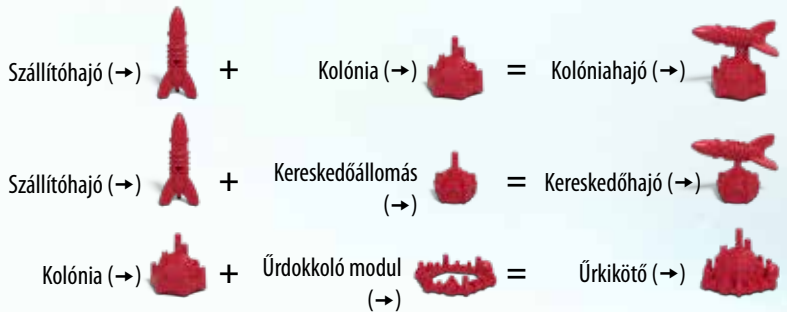 Szállítóhajó (→) + Kolónia (→) = Kolóniahajó (→)
Szállítóhajó (→) + Kereskedőállomás (→) = Kereskedőhajó (→)
Kolónia (→) + Űrdokkoló modul (→) = Űrkikötő (→)